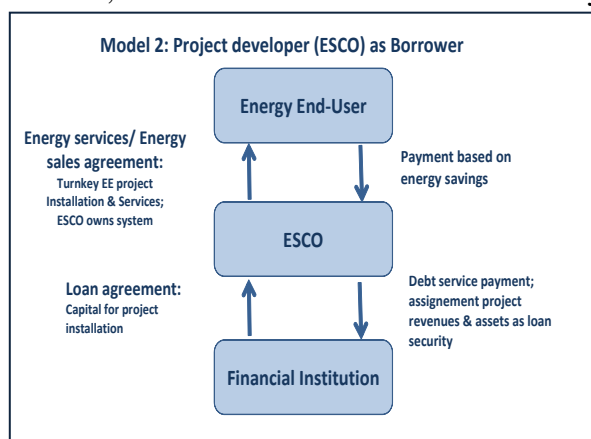 Model 2: Project developer (ESCO) as Borrower
Energy End-User
Energy services/ Energy
sales agreement:
Turnkey EE project
Installation & Services;
ESCO owns system
Payment based on
energy savings
ESCO
Loan agreement:
Capital for project
installation
Debt service payment;
assignement project
revenues & assets as loan
security
Financial Institution